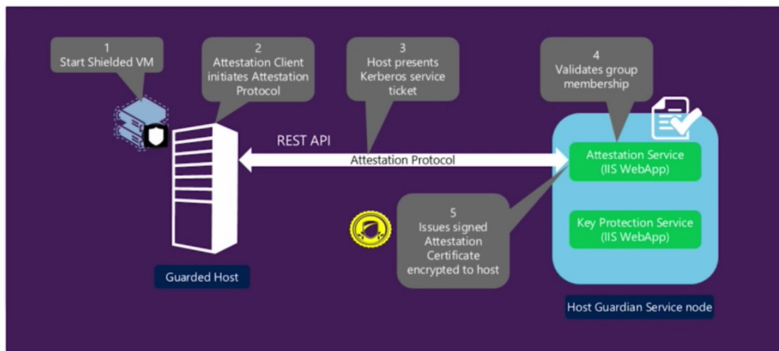 1
Start Shielded VM
2
Attestation Client
initiates Attestation
Protocol
3
Host presents
Kerberos service
ticket
4
Validates group
membership
REST API
Attestation Protocol
Attestation Service
(IIS WebApp)
5
Issues signed
Attestation
Certificate
encrypted to host
Key Protection Service
(IIS WebApp)
Guarded Host
Host Guardian Service node